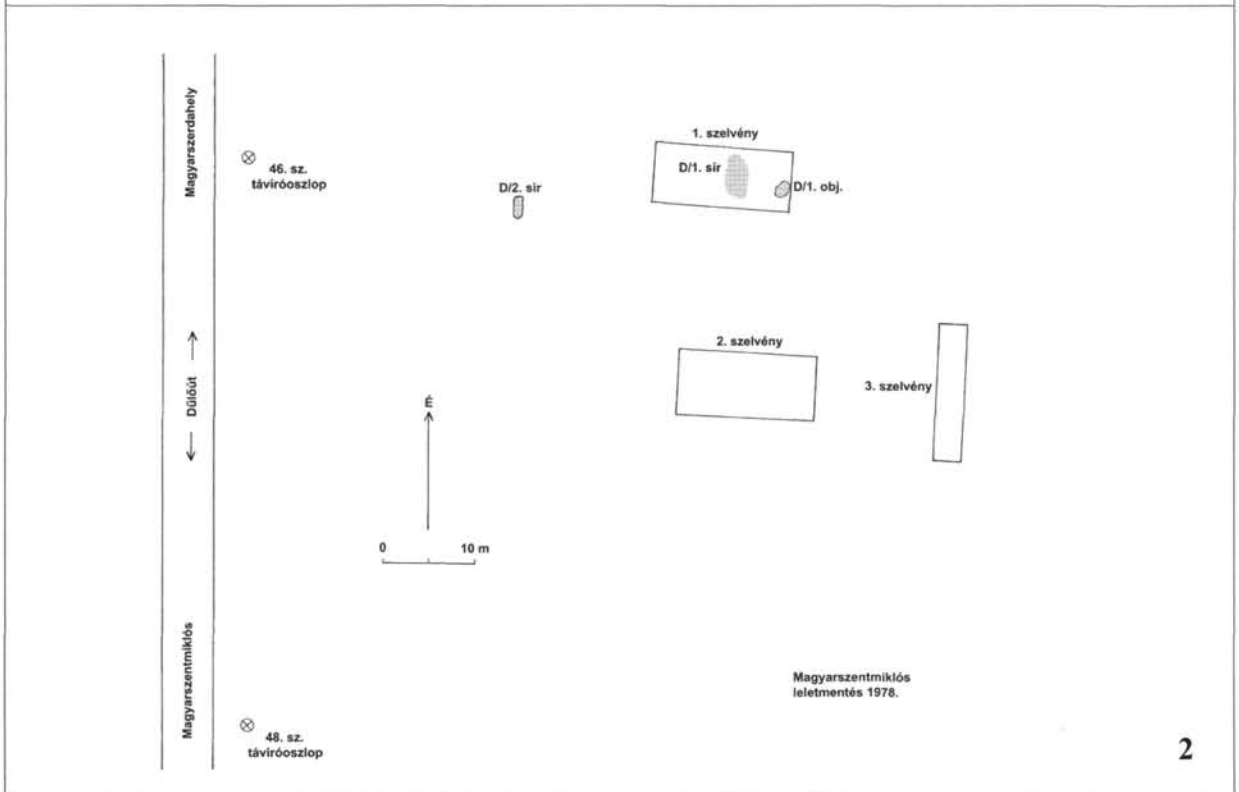 Magyarszerdahely
46. sz.
távíróoszlop
D/2. sír
1. szelvény
D/1. sír
D/1. obj.
Dűlőút
2. szelvény
3. szelvény
É
0 10 m
Magyarszentmiklós
48. sz.
távíróoszlop
Magyarszentmiklós
leletmentés 1978.
2